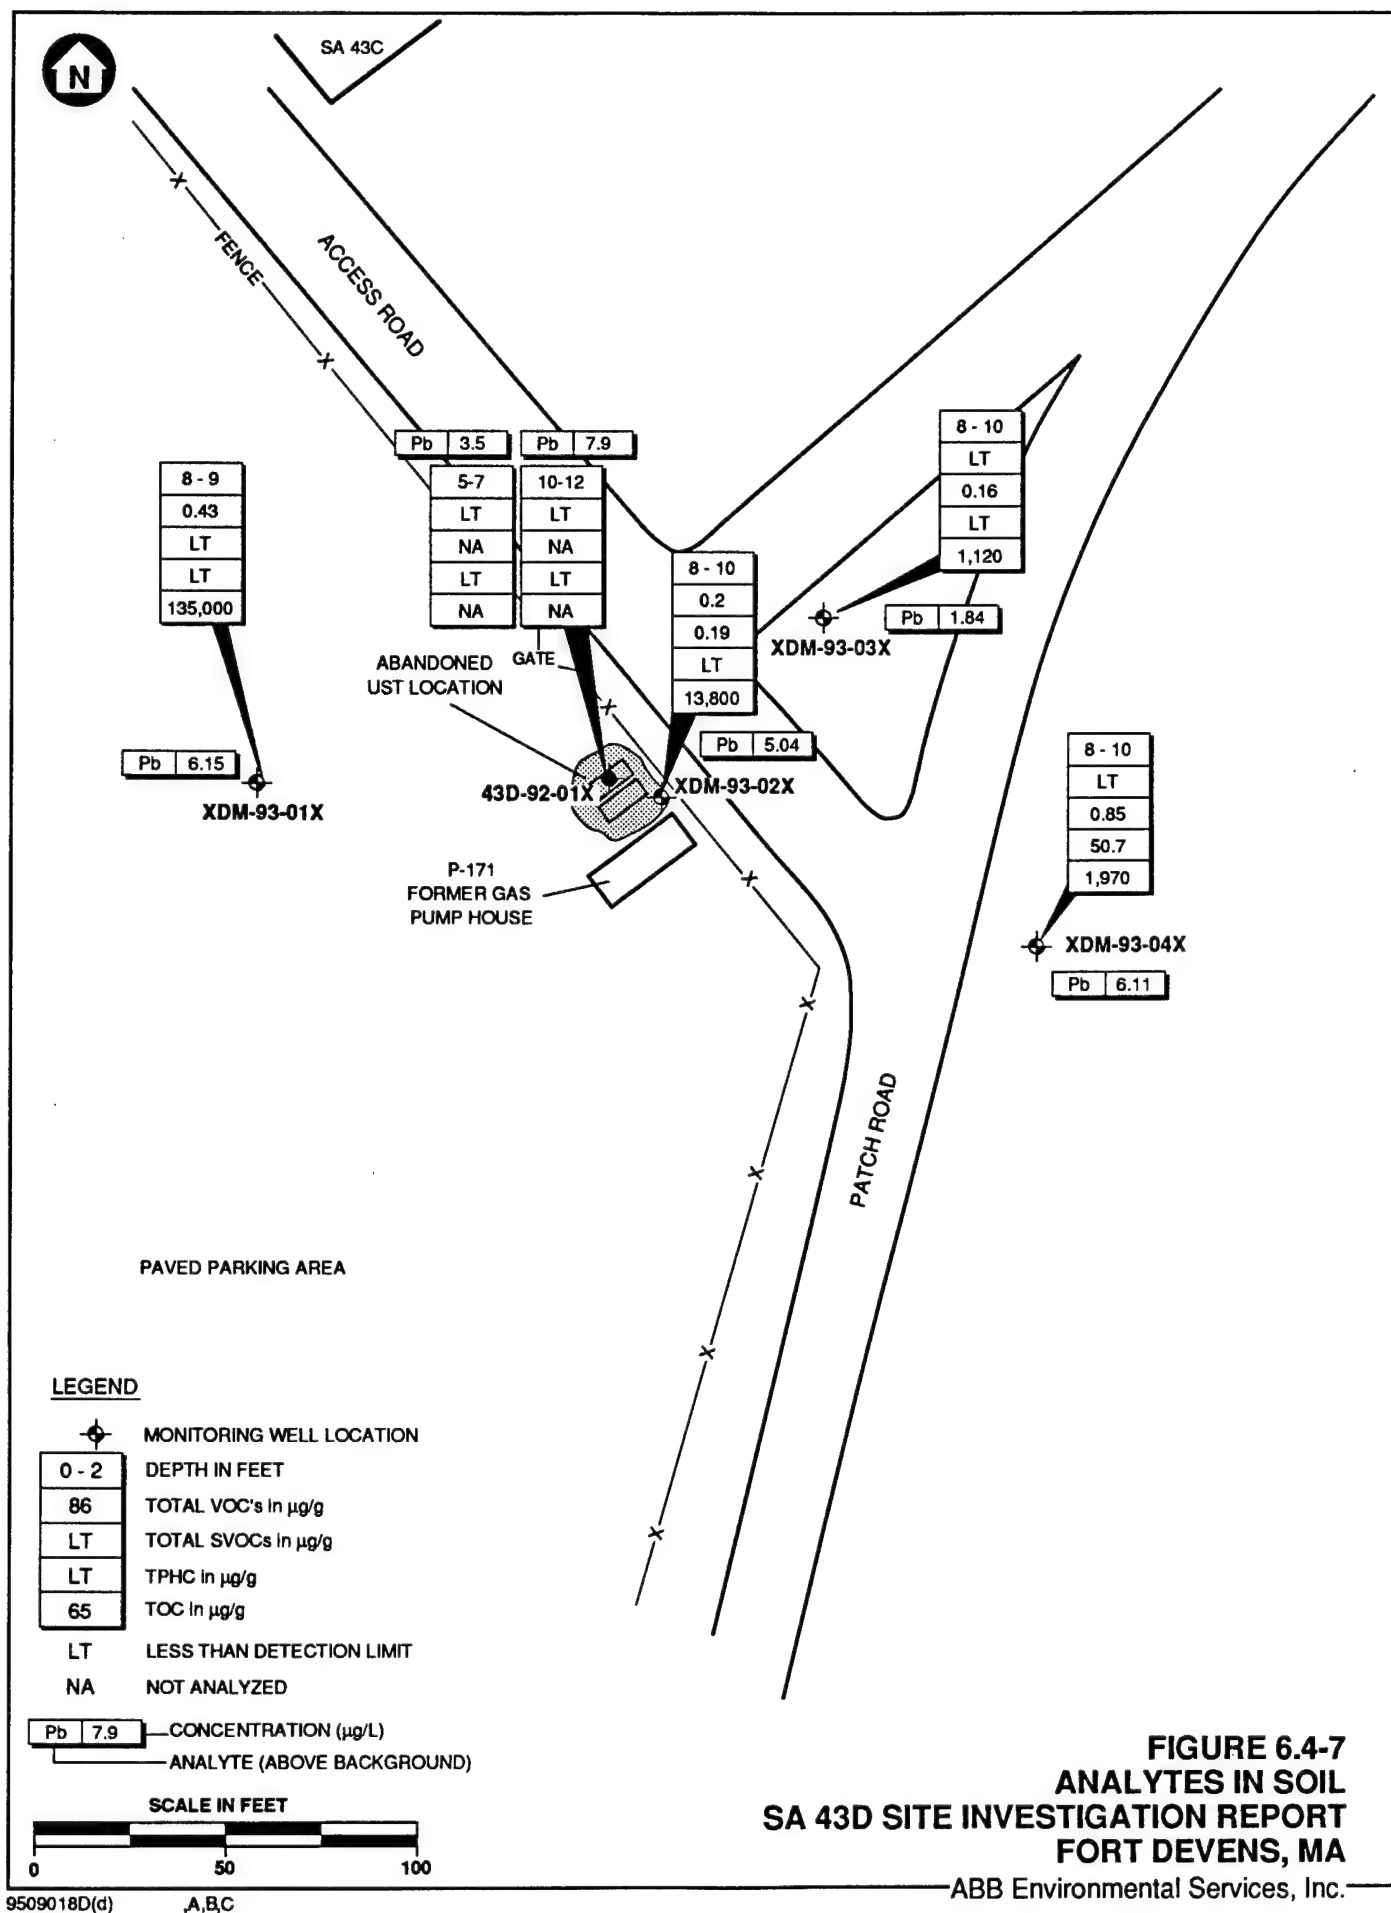 SA 43C
N
FENCE
ACCESS ROAD
Pb 3.5
Pb 7.9
5-7
LT
NA
LT
NA
10-12
LT
NA
LT
NA
8 - 9
0.43
LT
LT
135,000
8 - 10
LT
0.16
LT
1,120
8 - 10
0.2
0.19
LT
13,800
Pb 1.84
XDM-93-03X
GATE
ABANDONED
UST LOCATION
Pb 5.04
Pb 6.15
XDM-93-01X
43D-92-01X
XDM-93-02X
8 - 10
LT
0.85
50.7
1,970
P-171
FORMER GAS
PUMP HOUSE
XDM-93-04X
Pb 6.11
X
X
X
X
X
X
X
X
PATCH ROAD
PAVED PARKING AREA
LEGEND
MONITORING WELL LOCATION
0 - 2 DEPTH IN FEET
86 TOTAL VOC's in µg/g
LT TOTAL SVOCs in µg/g
LT TPHC in µg/g
65 TOC in µg/g
LT LESS THAN DETECTION LIMIT
NA NOT ANALYZED
Pb 7.9 CONCENTRATION (µg/L)
ANALYTE (ABOVE BACKGROUND)
SCALE IN FEET
0 50 100
FIGURE 6.4-7
ANALYTES IN SOIL
SA 43D SITE INVESTIGATION REPORT
FORT DEVENS, MA
ABB Environmental Services, Inc.
9509018D(d) ,A,B,C